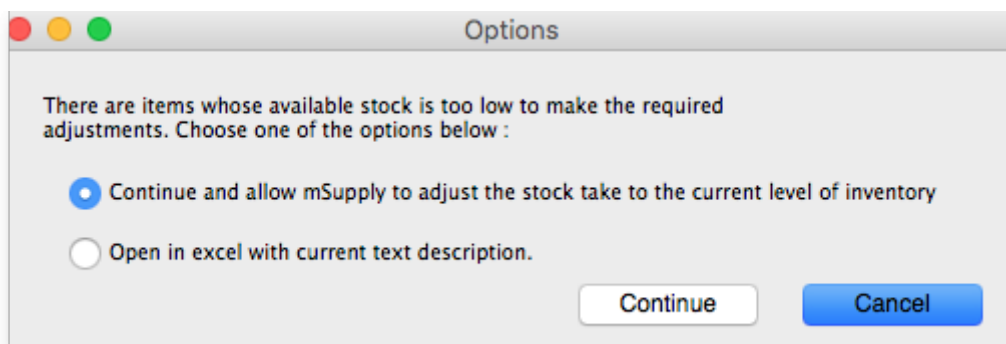 Options
There are items whose available stock is too low to make the required
adjustments. Choose one of the options below :
Continue and allow mSupply to adjust the stock take to the current level of inventory
Open in excel with current text description.
Continue Cancel